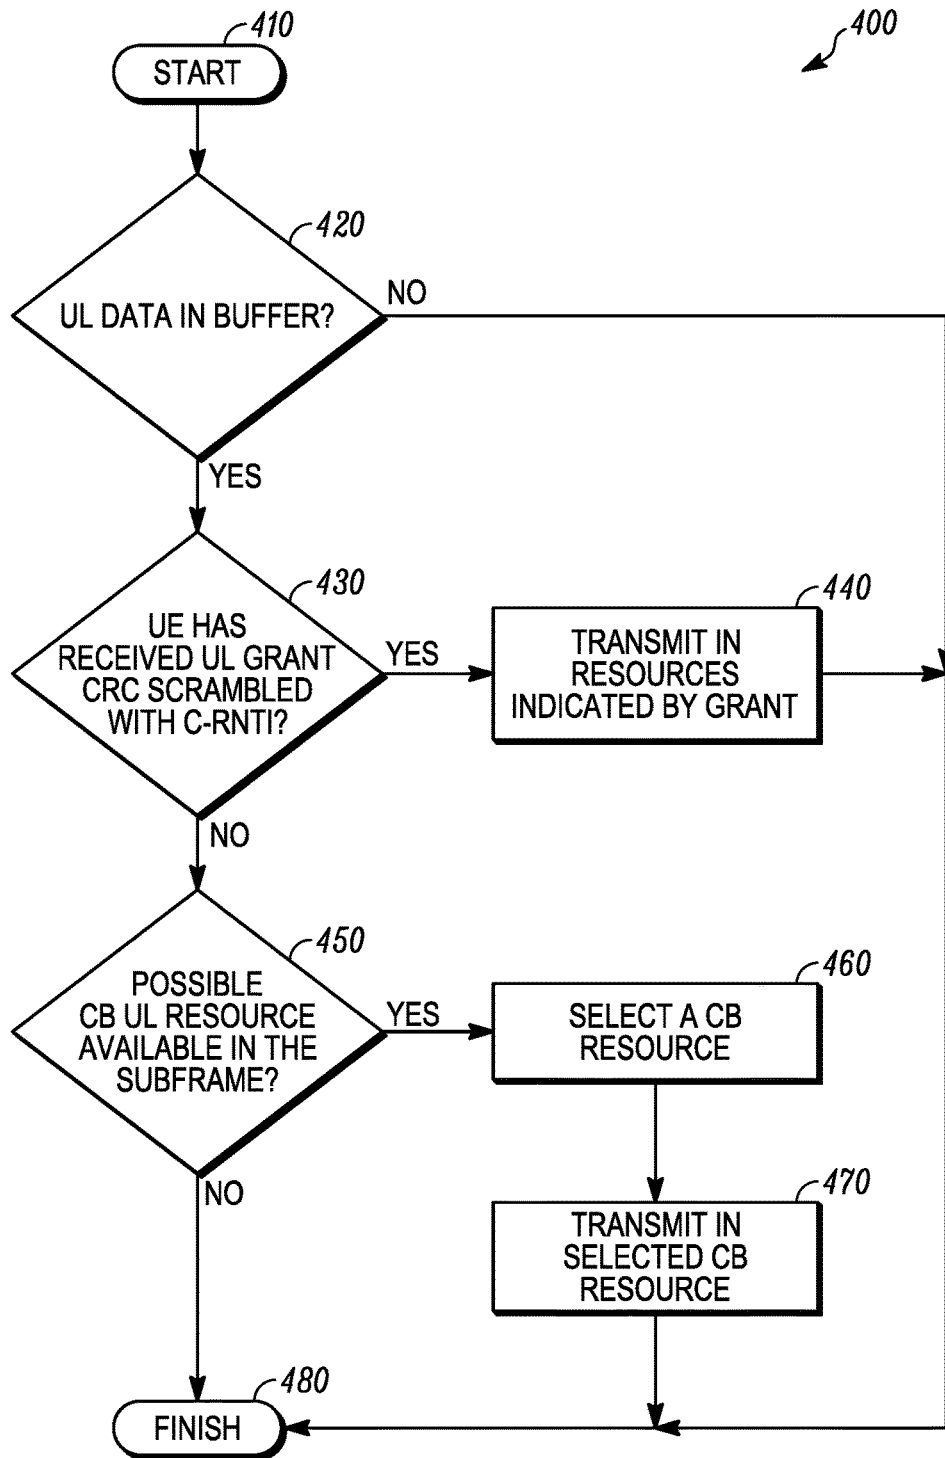 410
400
START
420
NO
UL DATA IN BUFFER?
YES
430
440
UE HAS
RECEIVED UL GRANT
CRC SCRAMBLED
WITH C-RNTI?
YES
TRANSMIT IN
RESOURCES
INDICATED BY GRANT
NO
450
460
POSSIBLE
CB UL RESOURCE
AVAILABLE IN THE
SUBFRAME?
YES
SELECT A CB
RESOURCE
NO
470
TRANSMIT IN
SELECTED CB
RESOURCE
480
FINISH